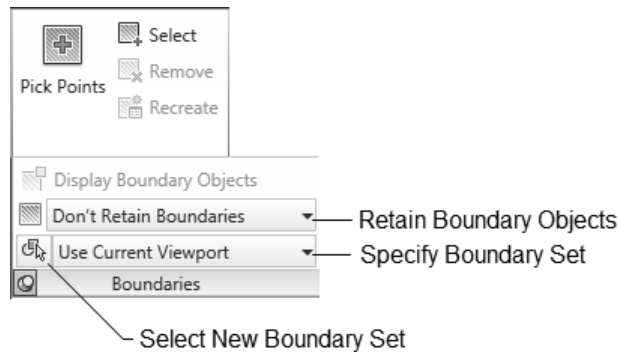 Select
Remove
Pick Points
Recreate
Display Boundary Objects
Don't Retain Boundaries
Retain Boundary Objects
Use Current Viewport
Specify Boundary Set
Boundaries
Select New Boundary Set